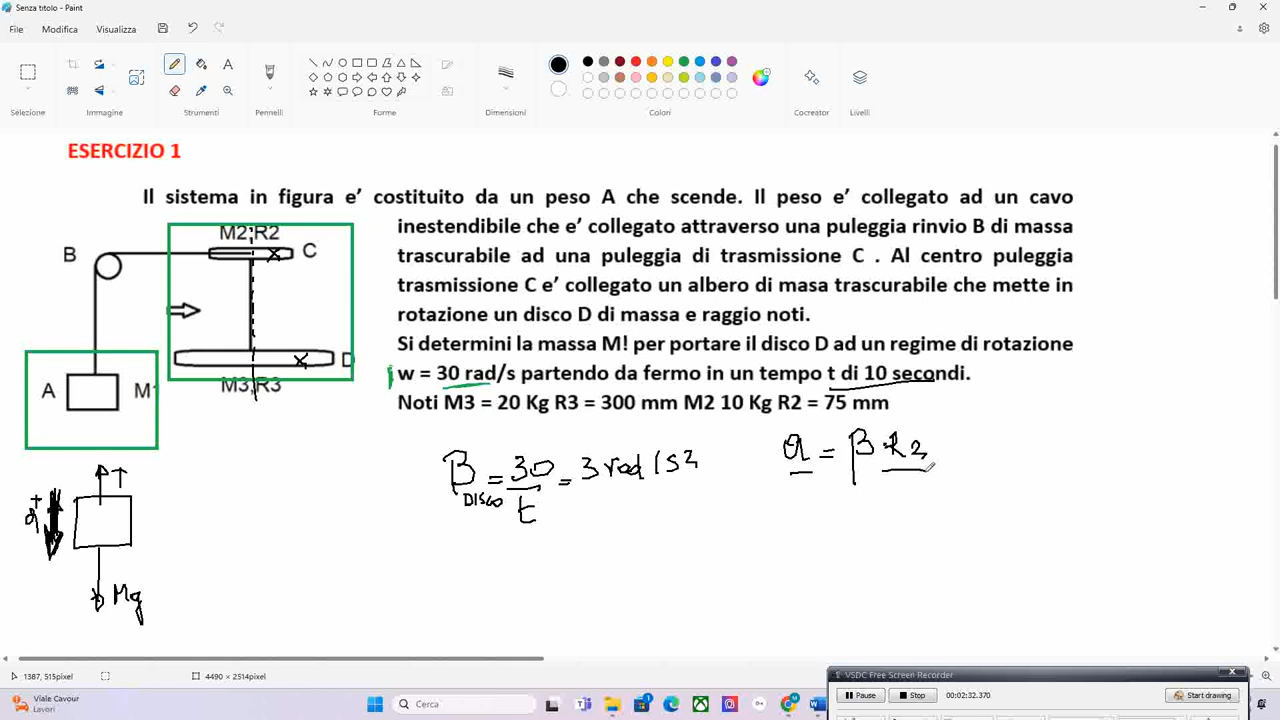 Senza titolo - Paint
File Modifica Visualizza
Selezione Immagine Strumenti Pennelli Forme Dimensioni Colori Cocreator Livelli
ESERCIZIO 1
Il sistema in figura e’ costituito da un peso A che scende. Il peso e’ collegato ad un cavo
inestendibile che e’ collegato attraverso una puleggia rinvio B di massa
trascurabile ad una puleggia di trasmissione C . Al centro puleggia
trasmissione C e’ collegato un albero di masa trascurabile che mette in
rotazione un disco D di massa e raggio noti.
Si determini la massa M! per portare il disco D ad un regime di rotazione
w = 30 rad/s partendo da fermo in un tempo t di 10 secondi.
Noti M3 = 20 Kg R3 = 300 mm M2 10 Kg R2 = 75 mm
M2,R2
B
C
D
M3,R3
A
M1
T
a +
Mg
β DISCO = 30 / t = 3 rad/s2
a = β R2
1387, 515pixel
4490 × 2514pixel
VSDC Free Screen Recorder
Pause Stop 00:02:32.370 Start drawing
Viale Cavour
Lavori
Cerca